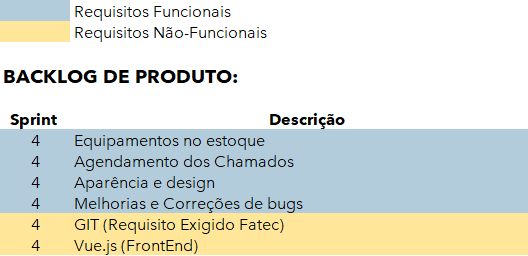 Requisitos Funcionais
Requisitos Não-Funcionais
BACKLOG DE PRODUTO:
Sprint Descrição
4 Equipamentos no estoque
4 Agendamento dos Chamados
4 Aparência e design
4 Melhorias e Correções de bugs
4 GIT (Requisito Exigido Fatec)
4 Vue.js (FrontEnd)